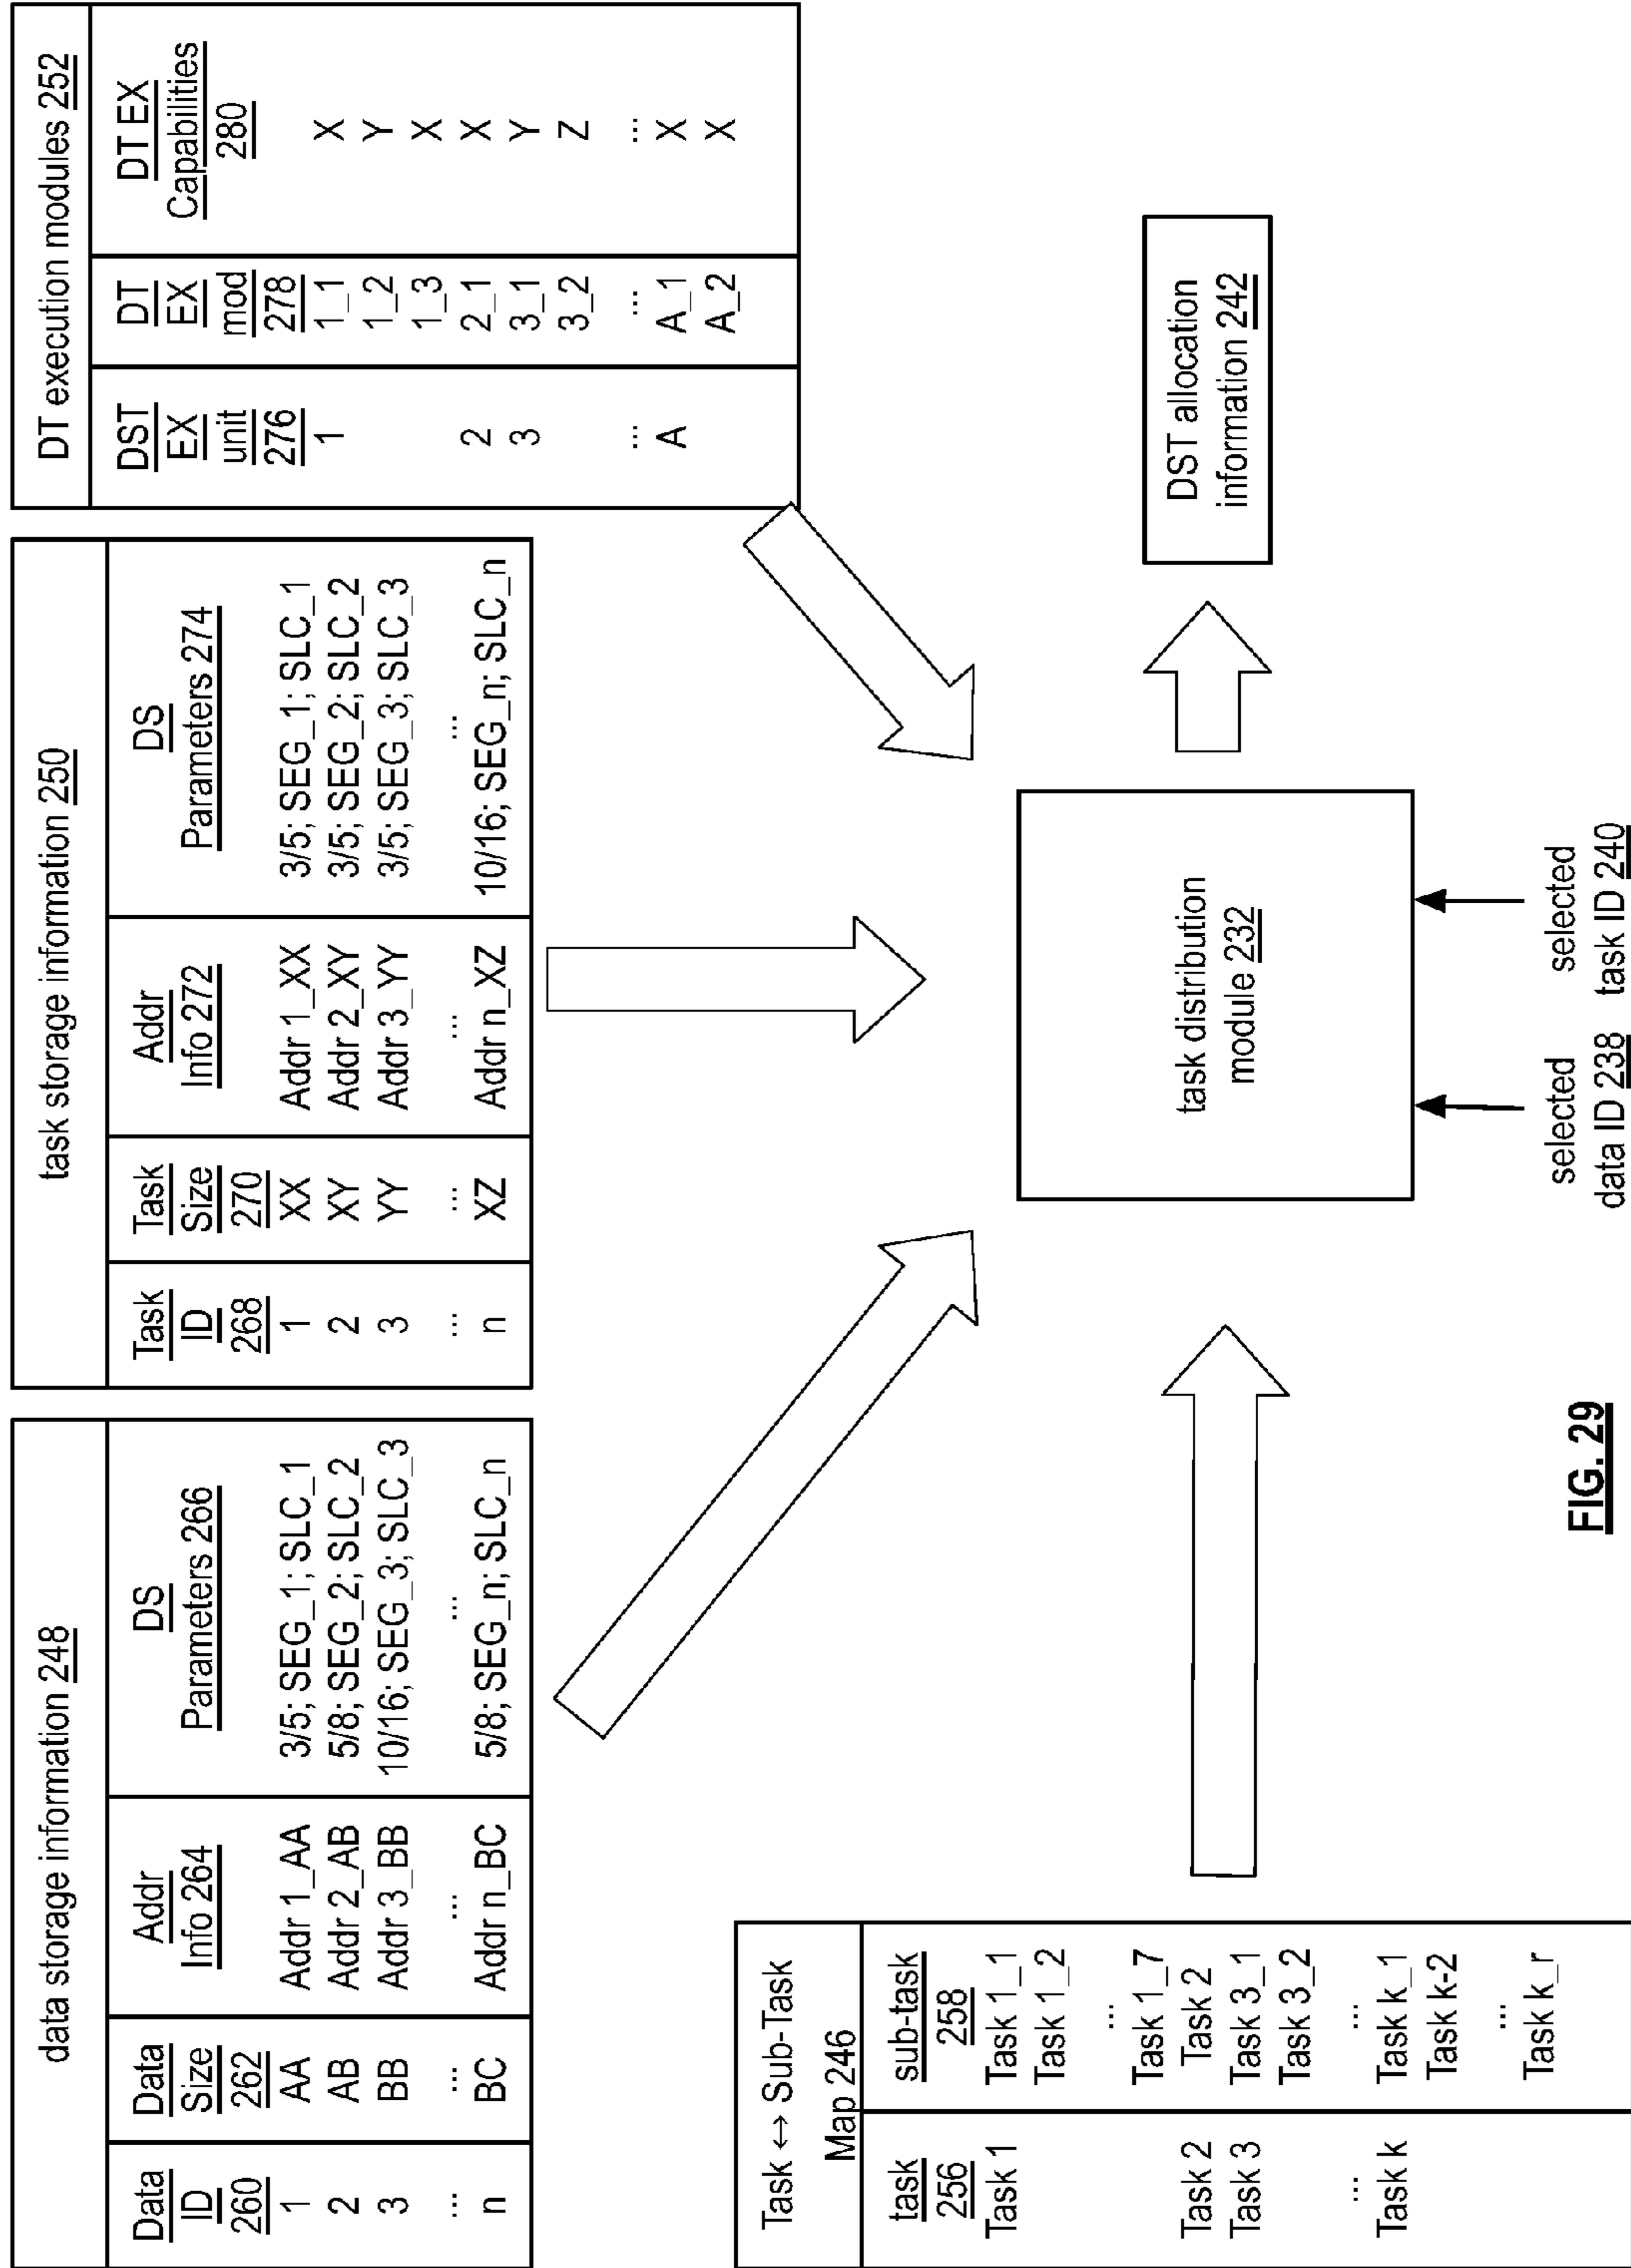 data storage information 248
Data ID 260 Data Size 262 Addr Info 264 DS Parameters 266
1 AA Addr 1_AA 3/5; SEG_1; SLC_1
2 AB Addr 2_AB 5/8; SEG_2; SLC_2
3 BB Addr 3_BB 10/16; SEG_3; SLC_3
... ... ... ...
n BC Addr n_BC 5/8; SEG_n; SLC_n
task storage information 250
Task ID 268 Task Size 270 Addr Info 272 DS Parameters 274
1 XX Addr 1_XX 3/5; SEG_1; SLC_1
2 XY Addr 2_XY 3/5; SEG_2; SLC_2
3 YY Addr 3_YY 3/5; SEG_3; SLC_3
... ... ... ...
n XZ Addr n_XZ 10/16; SEG_n; SLC_n
DT execution modules 252
DST EX unit 276 DT EX mod 278 DT EX Capabilities 280
1 1_1 X
1_2 Y
1_3 X
2 2_1 X
3 3_1 Y
3_2 Z
... ... ...
A A_1 X
A_2 X
Task ↔ Sub-Task
Map 246
task 256 sub-task 258
Task 1 Task 1_1
Task 1_2
...
Task 1_7
Task 2 Task 2
Task 3 Task 3_1
Task 3_2
... ...
Task k Task k_1
Task k-2
...
Task k_r
task distribution
module 232
DST allocation
information 242
selected
data ID 238
selected
task ID 240
FIG. 29